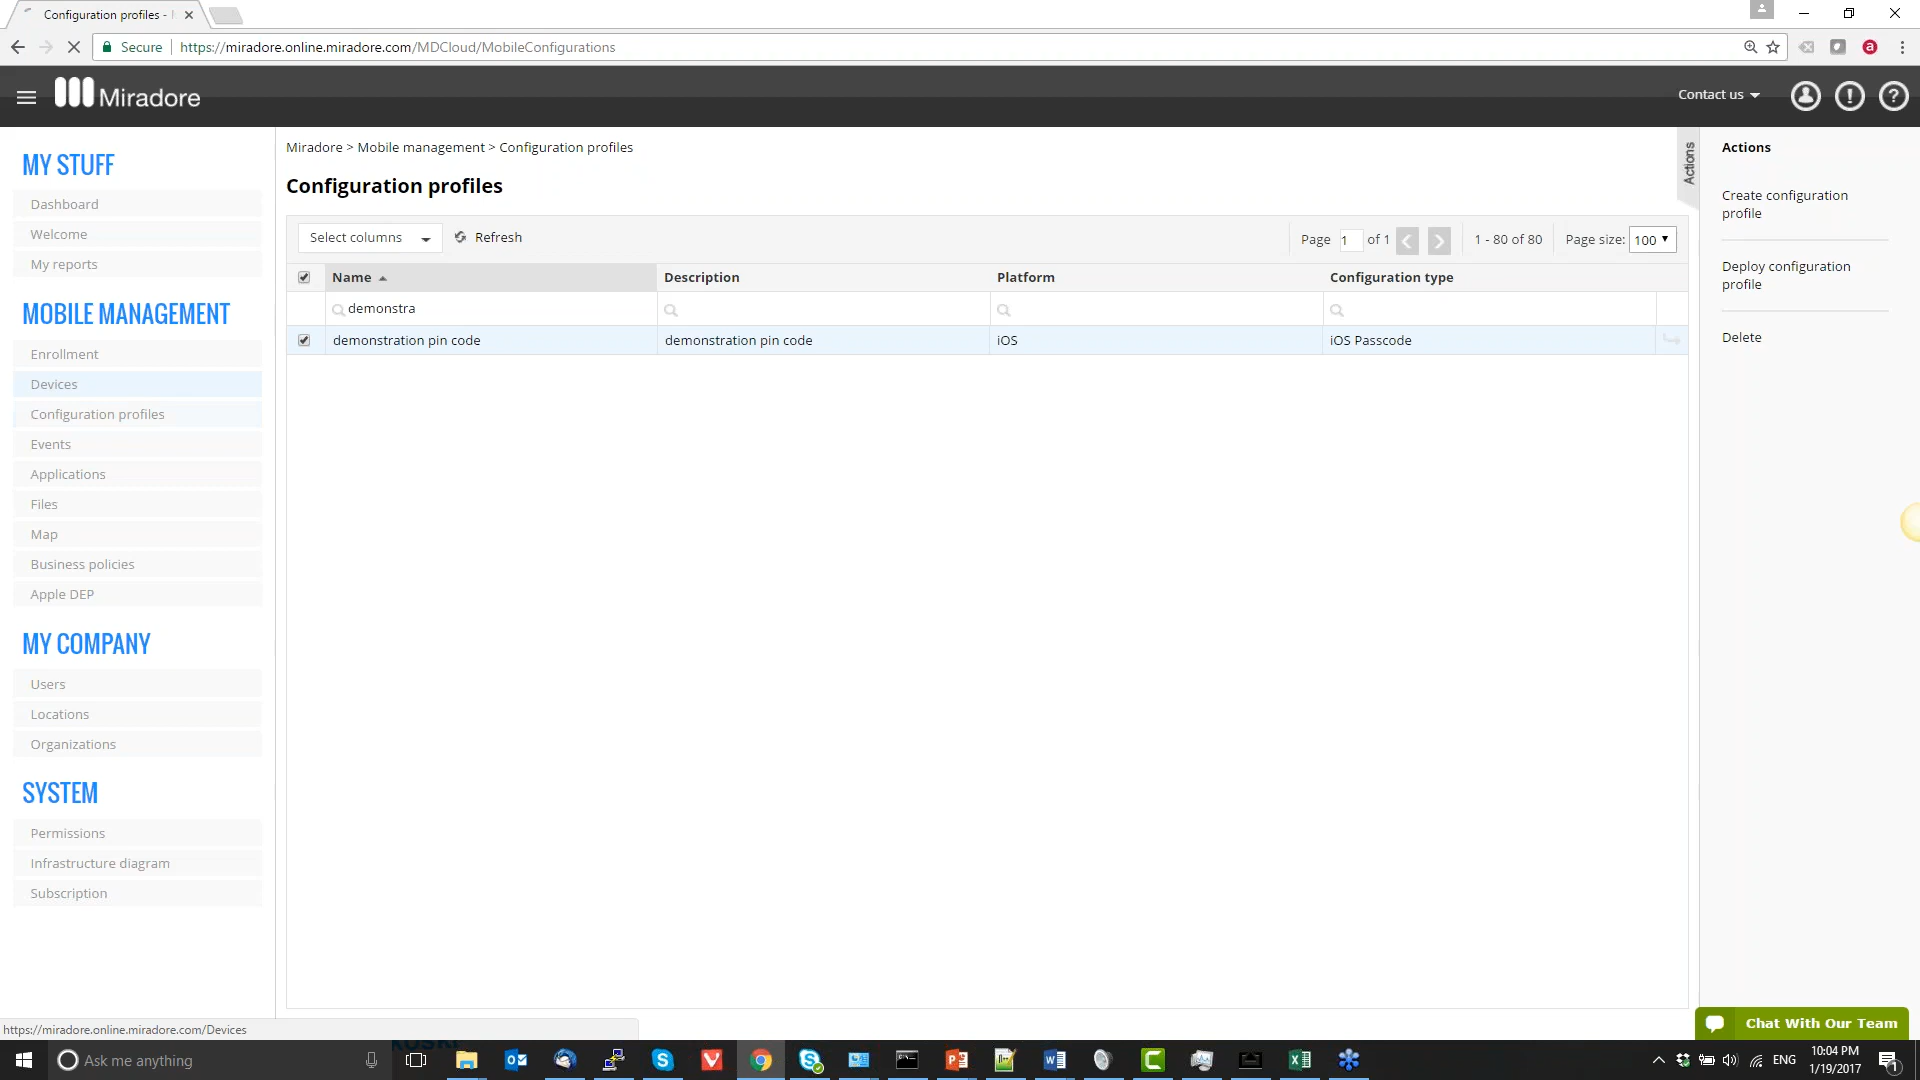 Configuration profiles -
Secure
https://miradore.online.miradore.com/MDCloud/MobileConfigurations
a
Miradore
Contact us
MY STUFF
Dashboard
Welcome
My reports
MOBILE MANAGEMENT
Enrollment
Devices
Configuration profiles
Events
Applications
Files
Map
Business policies
Apple DEP
MY COMPANY
Users
Locations
Organizations
SYSTEM
Permissions
Infrastructure diagram
Subscription
Miradore > Mobile management > Configuration profiles
Configuration profiles
Select columns
Refresh
Page 1 of 1
1 - 80 of 80
Page size: 100
Name
Description
Platform
Configuration type
demonstra
demonstration pin code
demonstration pin code
iOS
iOS Passcode
Actions
Actions
Create configuration
profile
Deploy configuration
profile
Delete
Chat With Our Team
https://miradore.online.miradore.com/Devices
Ask me anything
ENG
10:04 PM
1/19/2017
1